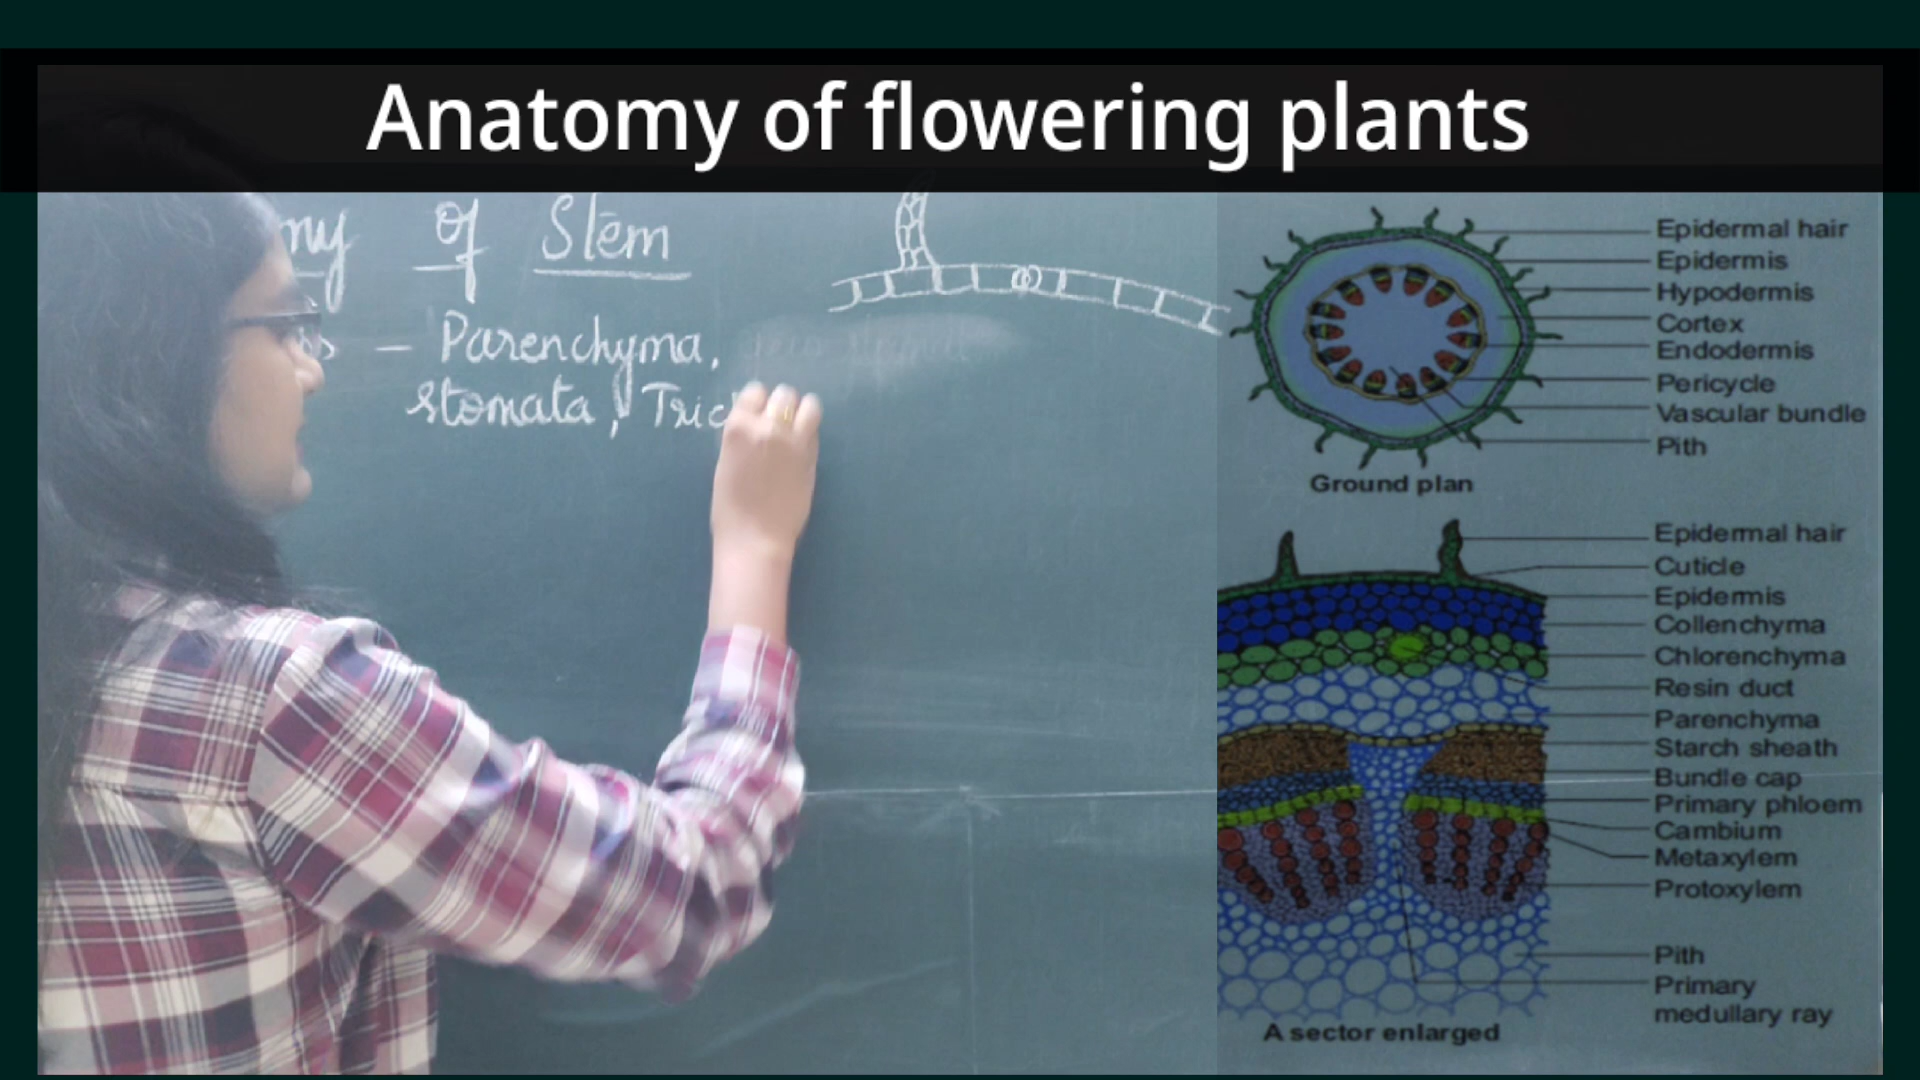 Anatomy of flowering plants
my of Stem
is — Parenchyma,
Stomata, Tric
Epidermal hair
Epidermis
Hypodermis
Cortex
Endodermis
Pericycle
Vascular bundle
Pith
Ground plan
Epidermal hair
Cuticle
Epidermis
Collenchyma
Chlorenchyma
Resin duct
Parenchyma
Starch sheath
Bundle cap
Primary phloem
Cambium
Metaxylem
Protoxylem
Pith
Primary
medullary ray
A sector enlarged